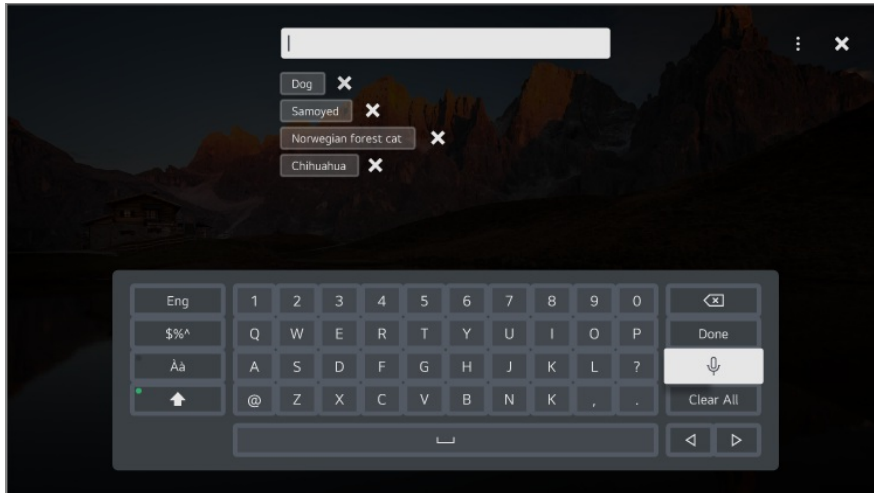 Dog
Samoyed
Norwegian forest cat
Chihuahua
Eng 1 2 3 4 5 6 7 8 9 0
$%^ Q W E R T Y U I O P Done
Àà A S D F G H J K L ?
@ Z X C V B N K , . Clear All